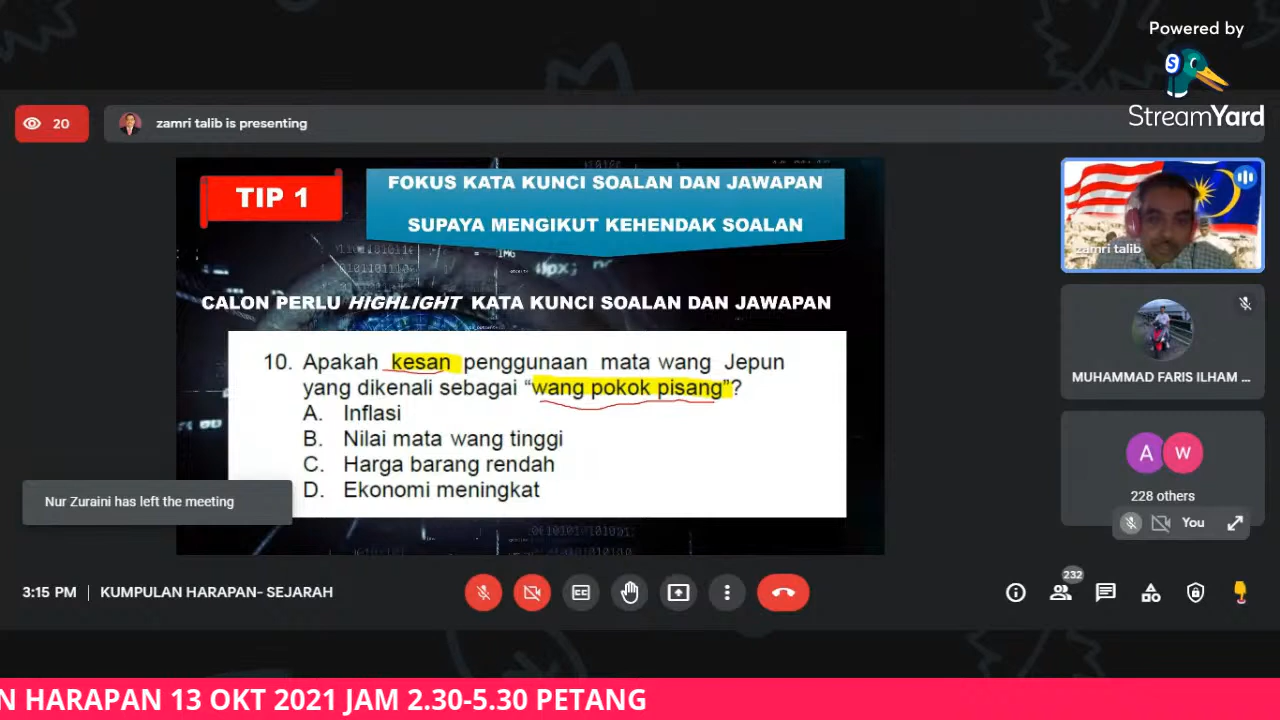 Powered by
StreamYard
20
zamri talib is presenting
TIP 1
FOKUS KATA KUNCI SOALAN DAN JAWAPAN
SUPAYA MENGIKUT KEHENDAK SOALAN
CALON PERLU HIGHLIGHT KATA KUNCI SOALAN DAN JAWAPAN
10. Apakah kesan penggunaan mata wang Jepun
yang dikenali sebagai “wang pokok pisang”?
A. Inflasi
B. Nilai mata wang tinggi
C. Harga barang rendah
D. Ekonomi meningkat
zamri talib
MUHAMMAD FARIS ILHAM ...
A W
228 others
You
Nur Zuraini has left the meeting
3:15 PM | KUMPULAN HARAPAN- SEJARAH
232
N HARAPAN 13 OKT 2021 JAM 2.30-5.30 PETANG